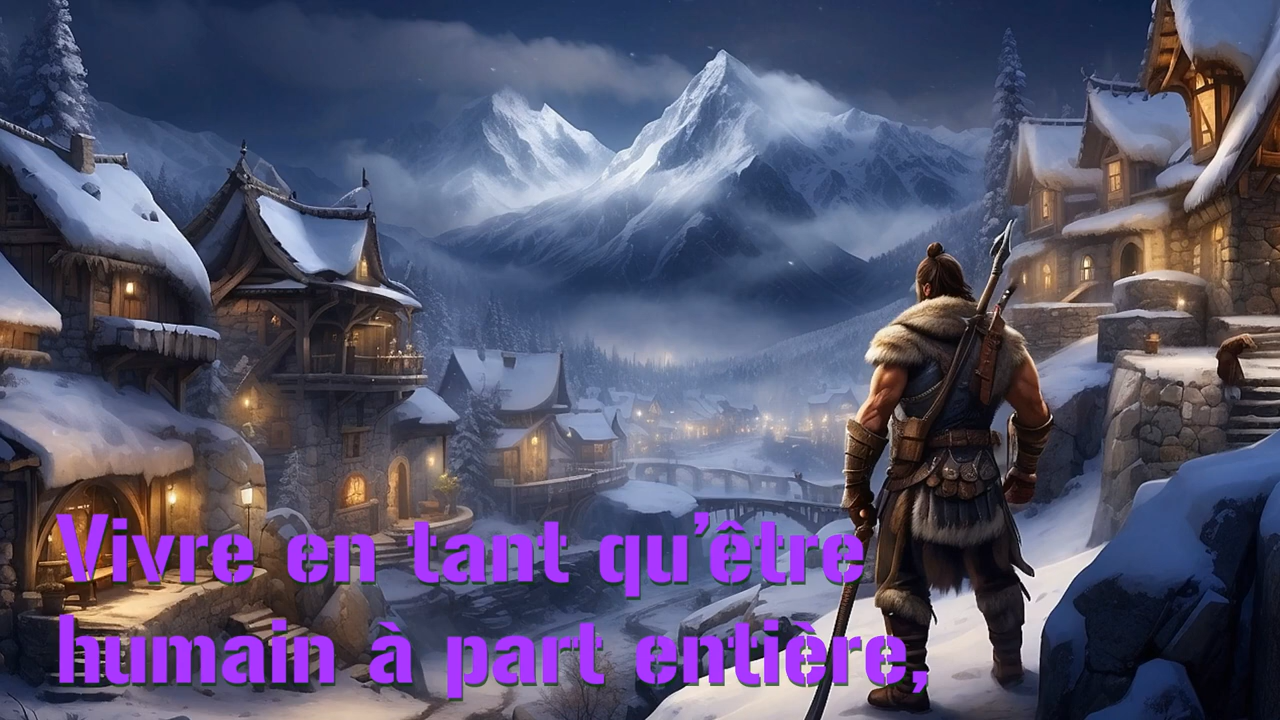 Vivre en tant qu’être
humain à part entière,